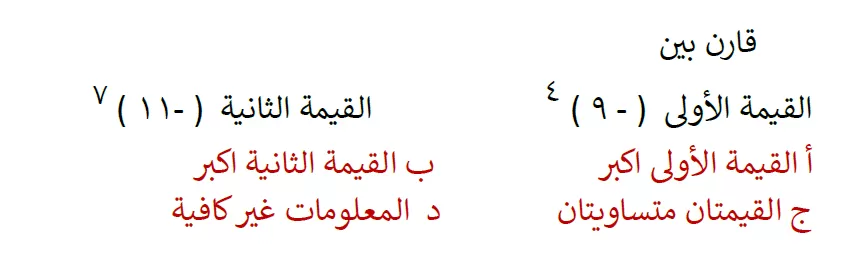 قارن بين
القيمة الأولى ( - ٩ ) ٤ القيمة الثانية ( -١١ ) ٧
أ القيمة الأولى اكبر ب القيمة الثانية اكبر
ج القيمتان متساويتان د المعلومات غير كافية